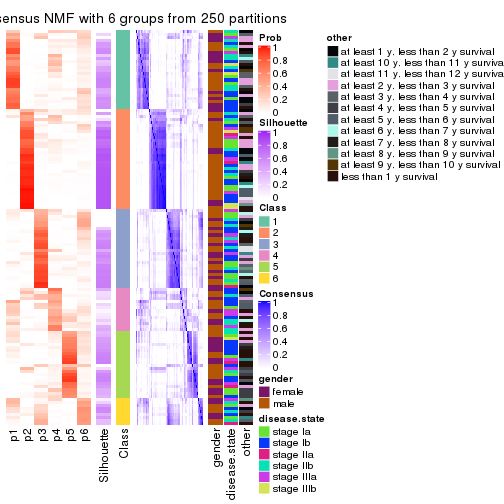 sensus NMF with 6 groups from 250 partitions
Prob
1
0.8
0.6
0.4
0.2
0
Silhouette
1
0.8
0.6
0.4
0.2
0
Class
1
2
3
4
5
6
Consensus
1
0.8
0.6
0.4
0.2
0
gender
female
male
disease.state
stage Ia
stage Ib
stage IIa
stage IIb
stage IIIa
stage IIIb
other
at least 1 y. less than 2 y survival
at least 10. less than 11 y survival
at least 11. less than 12 y surviva
at least 2 y. less than 3 y survival
at least 3 y. less than 4 y survival
at least 4 y. less than 5 y survival
at least 5 y. less than 6 y survival
at least 6 y. less than 7 y survival
at least 7 y. less than 8 y survival
at least 8 y. less than 9 y survival
at least 9 y. less than 10 y survival
less than 1 y survival
p1
p2
p3
p4
p5
p6
Silhouette
Class
gender
disease.state
other